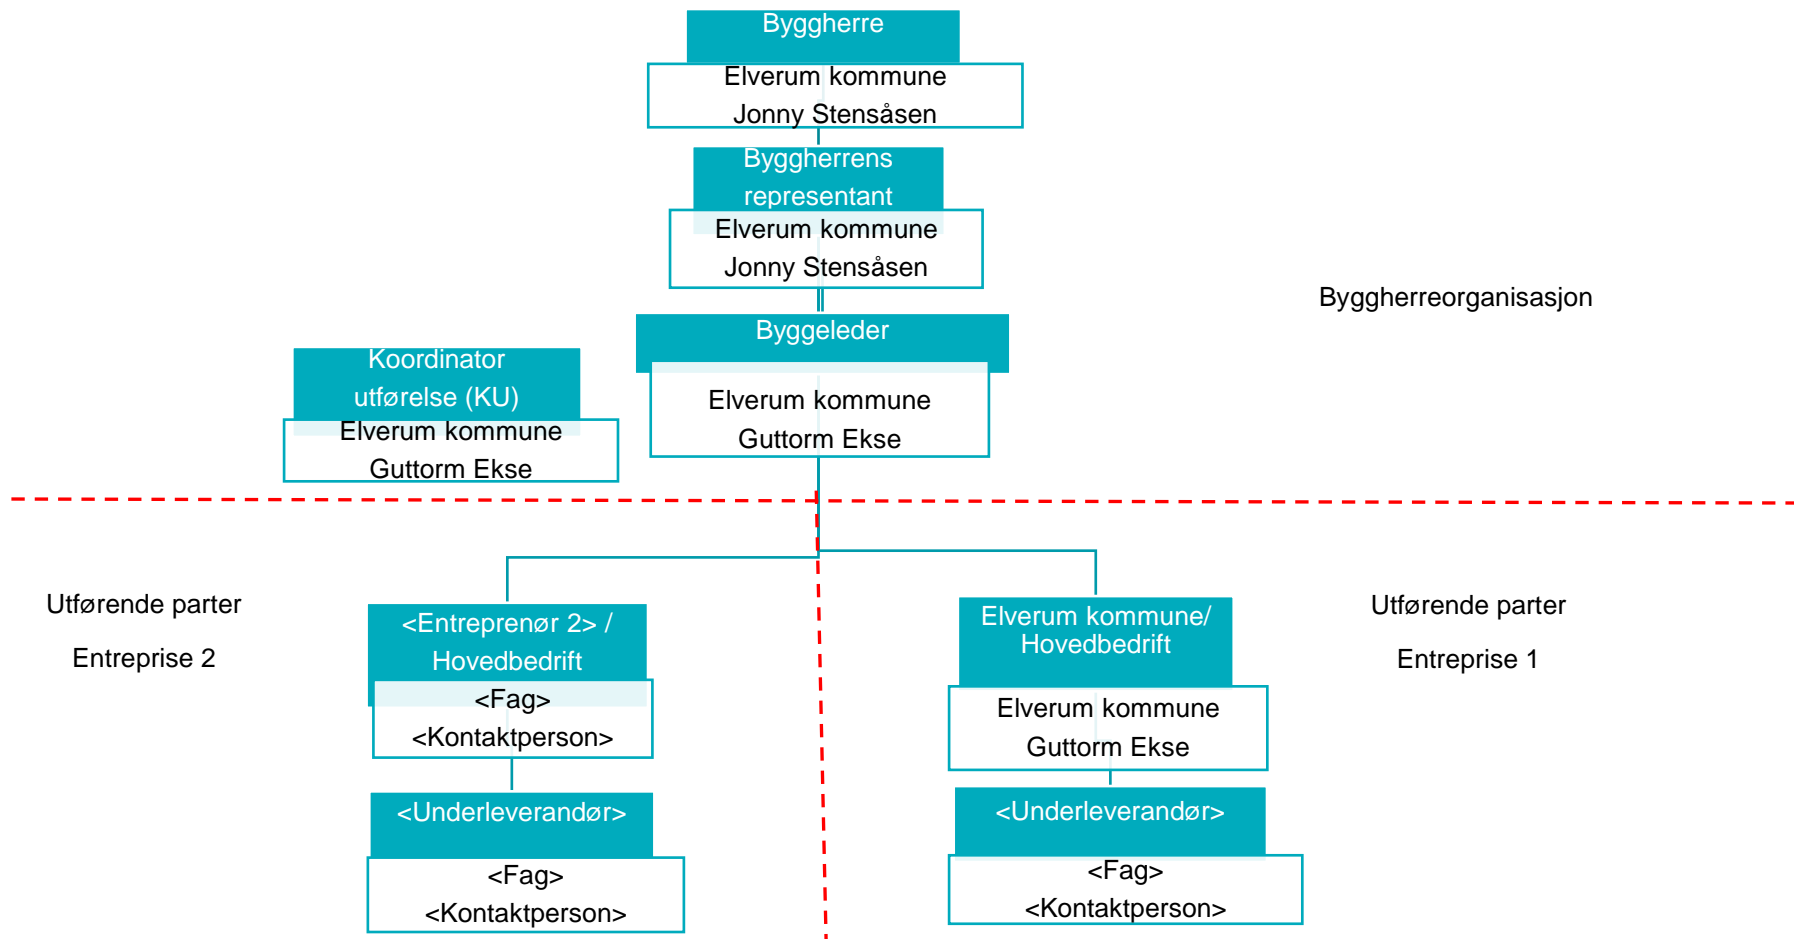 Byggherre
Elverum kommune
Jonny Stensåsen
Byggherrens
representant
Elverum kommune
Jonny Stensåsen
Byggherreorganisasjon
Byggeleder
Elverum kommune
Guttorm Ekse
Koordinator
utførelse (KU)
Elverum kommune
Guttorm Ekse
Utførende parter
Entreprise 2
<Entreprenør 2> /
Hovedbedrift
<Fag>
<Kontaktperson>
<Underleverandør>
<Fag>
<Kontaktperson>
Elverum kommune/
Hovedbedrift
Elverum kommune
Guttorm Ekse
<Underleverandør>
<Fag>
<Kontaktperson>
Utførende parter
Entreprise 1